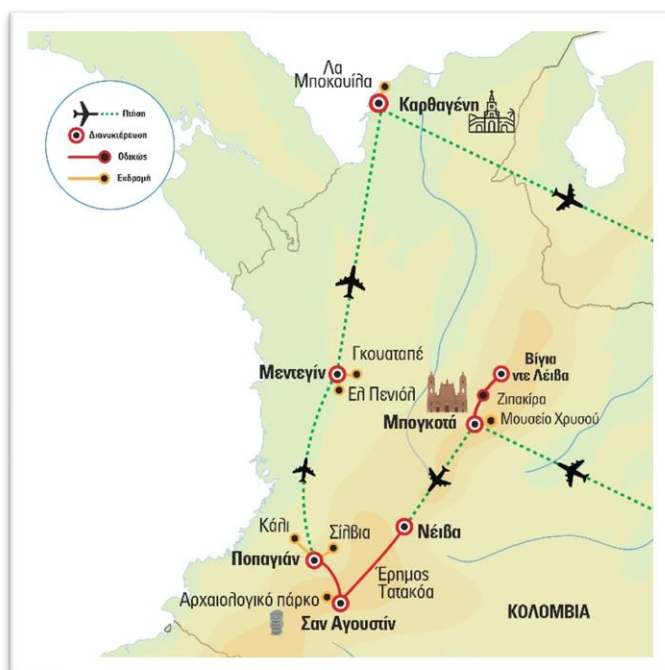 Λα
Μποκουίλα
Καρθαγένη
Πτήση
Διανυκτέρευση
Οδικώς
Εκδρομή
Γκουαταπέ
Μεντεγίν
Ελ Πενιόλ
Βίγια
ντε Λέιβα
Ζιπακίρα
Μπογκοτά
Μουσείο Χρυσού
Κάλι
Σίλβια
Νέιβα
Ποπαγιάν
Έρημος
Τατακόα
Αρχαιολογικό πάρκο
Σαν Αγουστίν
ΚΟΛΟΜΒΙΑ